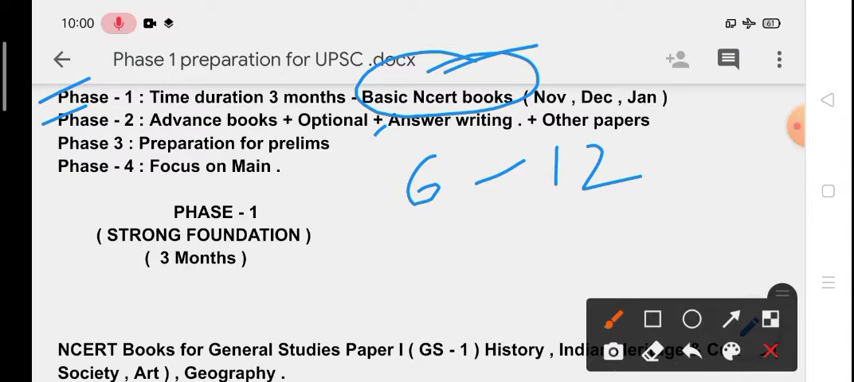 10:00
61
Phase 1 preparation for UPSC .docx
Phase - 1 : Time duration 3 months - Basic Ncert books ( Nov , Dec , Jan )
Phase - 2 : Advance books + Optional + Answer writing . + Other papers
Phase 3 : Preparation for prelims
Phase - 4 : Focus on Main .
6 - 12
PHASE - 1
( STRONG FOUNDATION )
( 3 Months )
NCERT Books for General Studies Paper I ( GS - 1 ) History ,
Society , Art ) , Geography .